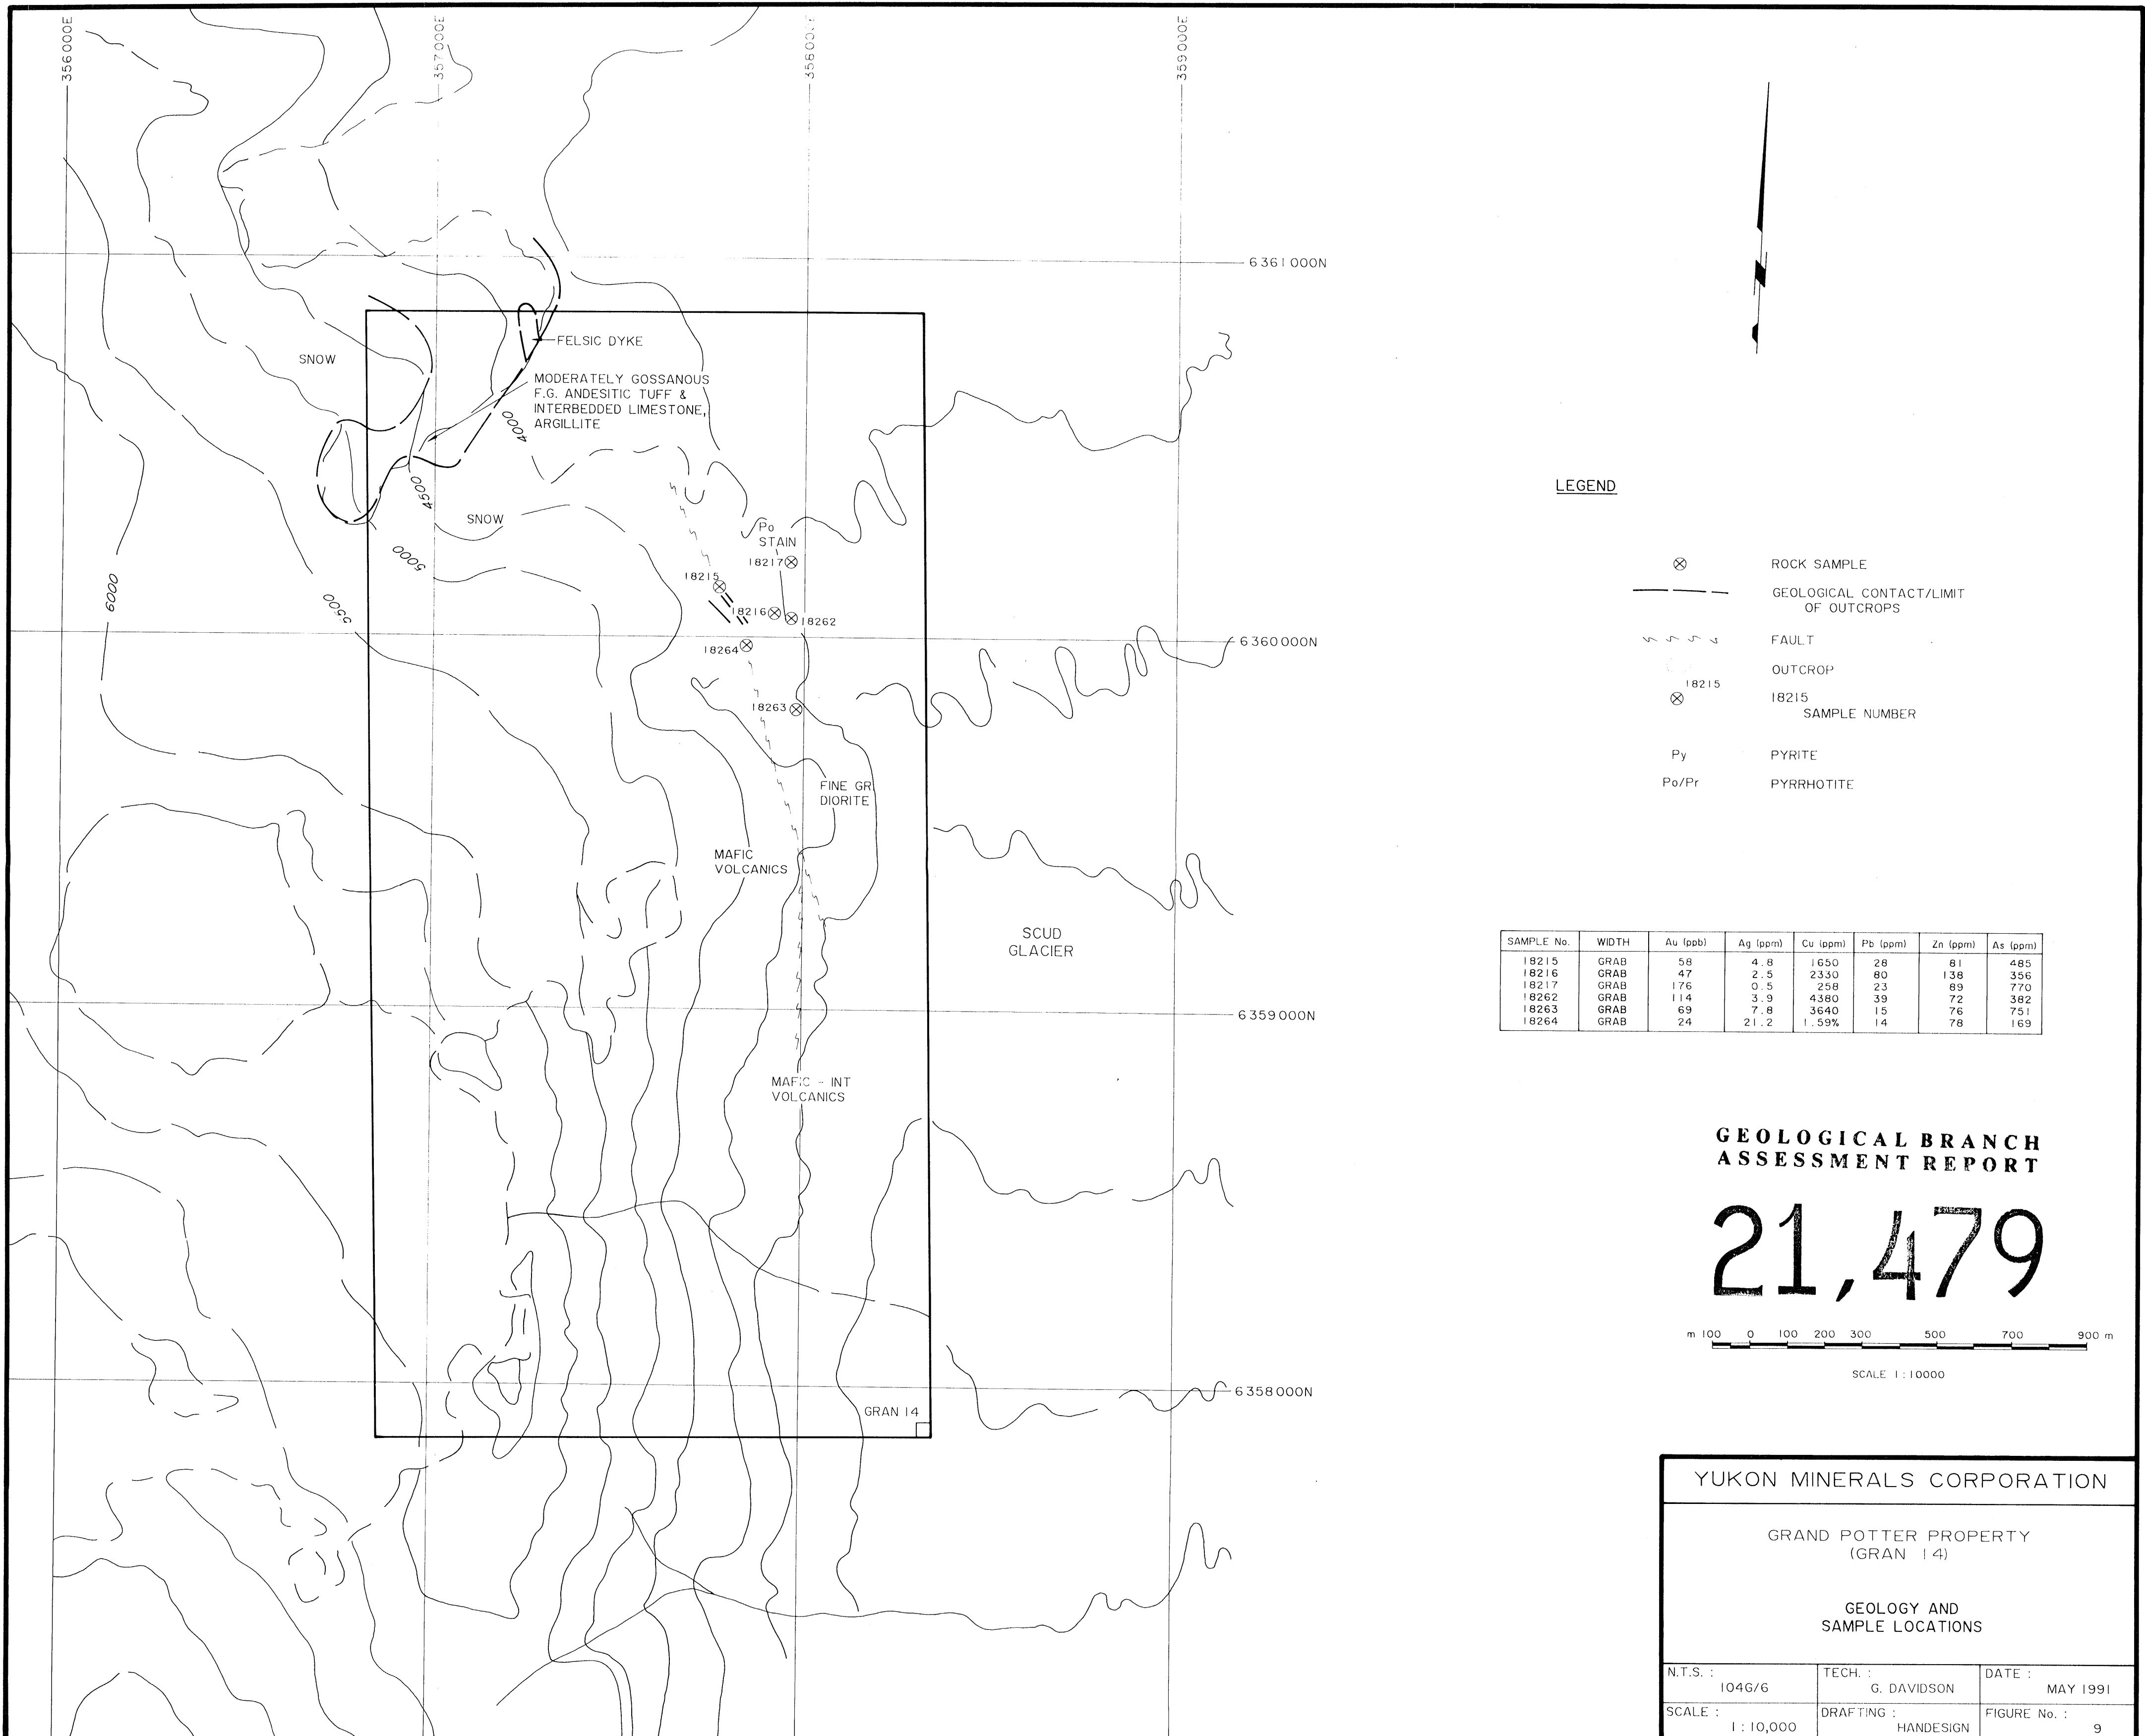 356000E
357000E
359000E
6361000N
SNOW
FELSIC DYKE
MODERATELY GOSSANOUS
F.G. ANDESITIC TUFF &
INTERBEDDED LIMESTONE,
ARGILLITE
4000
4500
SNOW
5000
5500
6000
Po
STAIN
18217
18215
18216
18262
18264
6360000N
18263
FINE GR.
DIORITE
MAFIC
VOLCANICS
SCUD
GLACIER
6359000N
MAFIC - INT
VOLCANICS
GRAN 14
6358000N
LEGEND
ROCK SAMPLE
GEOLOGICAL CONTACT/LIMIT
OF OUTCROPS
FAULT
OUTCROP
18215
18215
SAMPLE NUMBER
Py PYRITE
Po/Pr PYRRHOTITE
SAMPLE No. WIDTH Au (ppb) Ag (ppm) Cu (ppm) Pb (ppm) Zn (ppm) As (ppm)
18215 GRAB 58 4.8 1650 28 81 485
18216 GRAB 47 2.5 2330 80 138 356
18217 GRAB 176 0.5 258 23 89 770
18262 GRAB 114 3.9 4380 39 72 382
18263 GRAB 69 7.8 3640 15 76 751
18264 GRAB 24 21.2 1.59% 14 78 169
GEOLOGICAL BRANCH
ASSESSMENT REPORT
21,479
m 100 0 100 200 300 500 700 900 m
SCALE 1:10000
YUKON MINERALS CORPORATION
GRAND POTTER PROPERTY
(GRAN 14)
GEOLOGY AND
SAMPLE LOCATIONS
N.T.S. : 104G/6
TECH. : G. DAVIDSON
DATE : MAY 1991
SCALE : 1:10,000
DRAFTING : HANDESIGN
FIGURE No. : 9